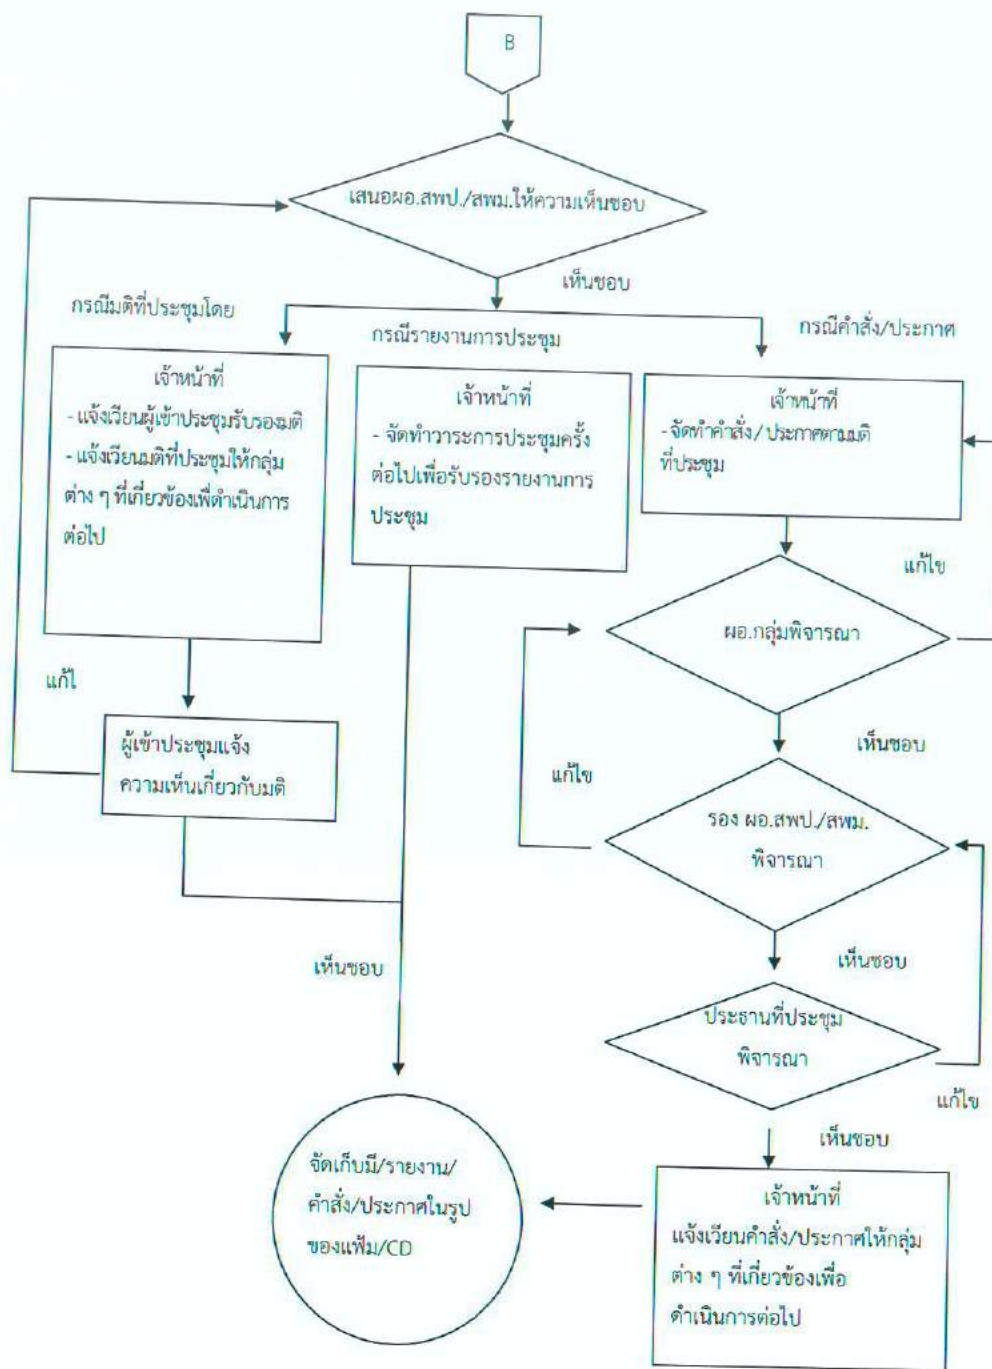 B
เสนอผอ.สพป./สพม.ให้ความเห็นชอบ
เห็นชอบ
กรณีมติที่ประชุมโดย
กรณีรายงานการประชุม
กรณีคำสั่ง/ประกาศ
เจ้าหน้าที่
- แจ้งเวียนผู้เข้าประชุมรับรองมติ
- แจ้งเวียนมติที่ประชุมให้กลุ่ม
ต่าง ๆ ที่เกี่ยวข้องเพื่ดำเนินการ
ต่อไป
เจ้าหน้าที่
- จัดทำวาระการประชุมครั้ง
ต่อไปเพื่อรับรองรายงานการ
ประชุม
เจ้าหน้าที่
-จัดทำคำสั่ง/ประกาศตามมติ
ที่ประชุม
แก้ไข
ผอ.กลุ่มพิจารณา
แก้ไ
เห็นชอบ
ผู้เข้าประชุมแจ้ง
ความเห็นเกี่ยวกับมติ
แก้ไข
รอง ผอ.สพป./สพม.
พิจารณา
เห็นชอบ
เห็นชอบ
ประธานที่ประชุม
พิจารณา
แก้ไข
เห็นชอบ
จัดเก็บมี/รายงาน/
คำสั่ง/ประกาศในรูป
ของแฟ้ม/CD
เจ้าหน้าที่
แจ้งเวียนคำสั่ง/ประกาศให้กลุ่ม
ต่าง ๆ ที่เกี่ยวข้องเพื่อ
ดำเนินการต่อไป